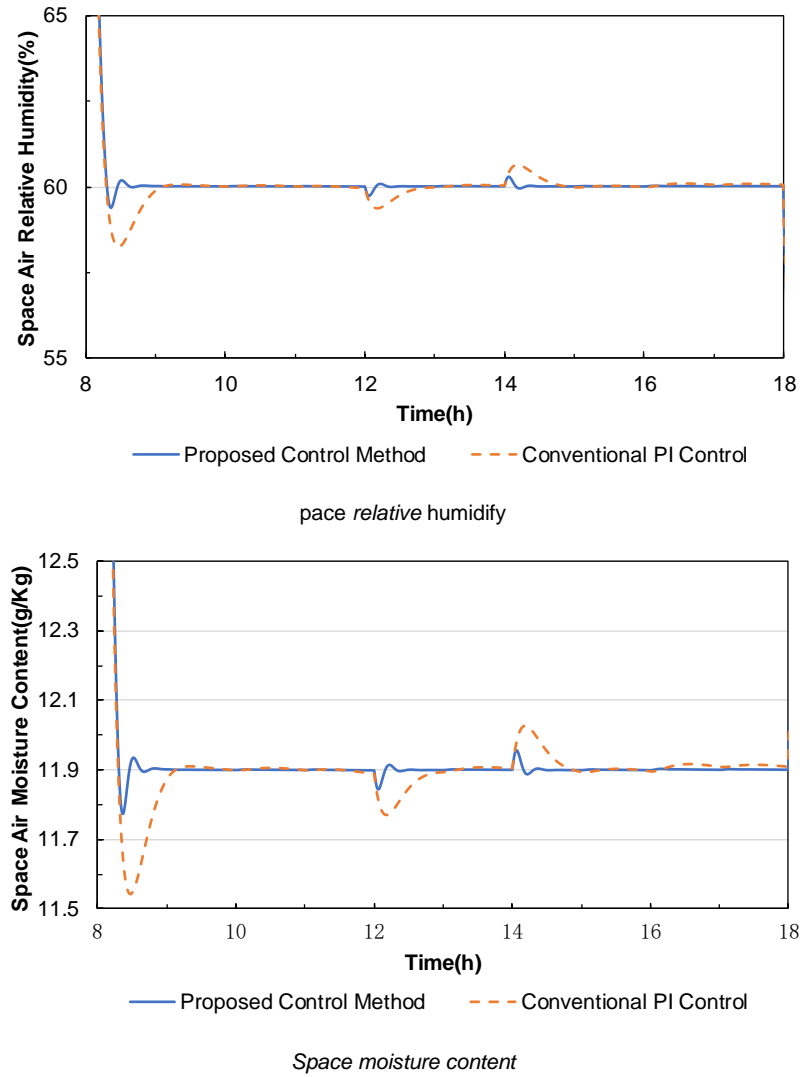 65
60
55
Space Air Relative Humidity(%)
8 10 12 14 16 18
Time(h)
Proposed Control Method Conventional PI Control
pace relative humidify
12.5
12.3
12.1
11.9
11.7
11.5
Space Air Moisture Content(g/Kg)
8 10 12 14 16 18
Time(h)
Proposed Control Method Conventional PI Control
Space moisture content